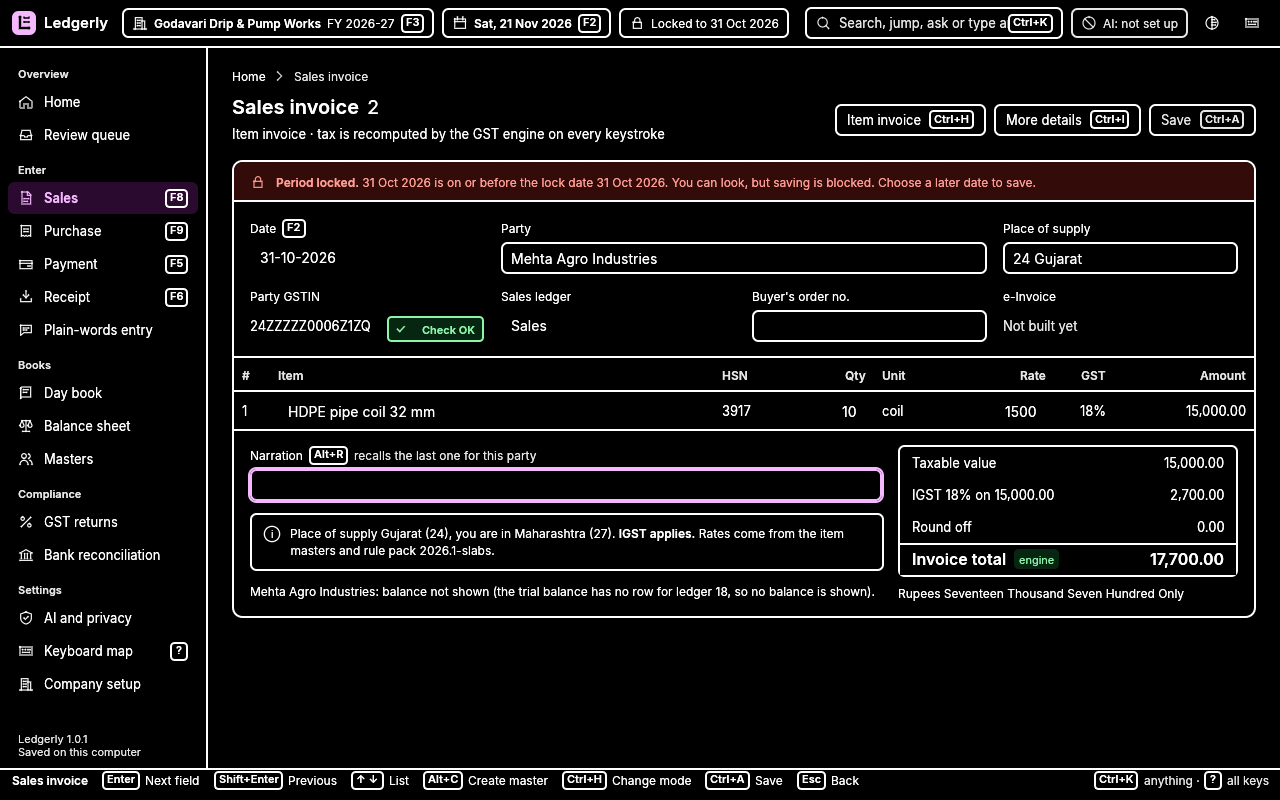 Ledgerly
Godavari Drip & Pump Works FY 2026-27 F3
Sat, 21 Nov 2026 F2
Locked to 31 Oct 2026
Search, jump, ask or type a Ctrl+K
AI: not set up
Overview
Home
Review queue
Enter
Sales F8
Purchase F9
Payment F5
Receipt F6
Plain-words entry
Books
Day book
Balance sheet
Masters
Compliance
GST returns
Bank reconciliation
Settings
AI and privacy
Keyboard map ?
Company setup
Ledgerly 1.0.1
Saved on this computer
Home Sales invoice
Sales invoice 2
Item invoice · tax is recomputed by the GST engine on every keystroke
Item invoice Ctrl+H
More details Ctrl+I
Save Ctrl+A
Period locked. 31 Oct 2026 is on or before the lock date 31 Oct 2026. You can look, but saving is blocked. Choose a later date to save.
Date F2 Party Place of supply
31-10-2026 Mehta Agro Industries 24 Gujarat
Party GSTIN Sales ledger Buyer's order no. e-Invoice
24ZZZZZ0006Z1ZQ Check OK Sales Not built yet
# Item HSN Qty Unit Rate GST Amount
1 HDPE pipe coil 32 mm 3917 10 coil 1500 18% 15,000.00
Narration Alt+R recalls the last one for this party
Place of supply Gujarat (24), you are in Maharashtra (27). IGST applies. Rates come from the item
masters and rule pack 2026.1-slabs.
Mehta Agro Industries: balance not shown (the trial balance has no row for ledger 18, so no balance is shown).
Taxable value 15,000.00
IGST 18% on 15,000.00 2,700.00
Round off 0.00
Invoice total engine 17,700.00
Rupees Seventeen Thousand Seven Hundred Only
Sales invoice Enter Next field Shift+Enter Previous ↑ ↓ List Alt+C Create master Ctrl+H Change mode Ctrl+A Save Esc Back Ctrl+K anything · ? all keys